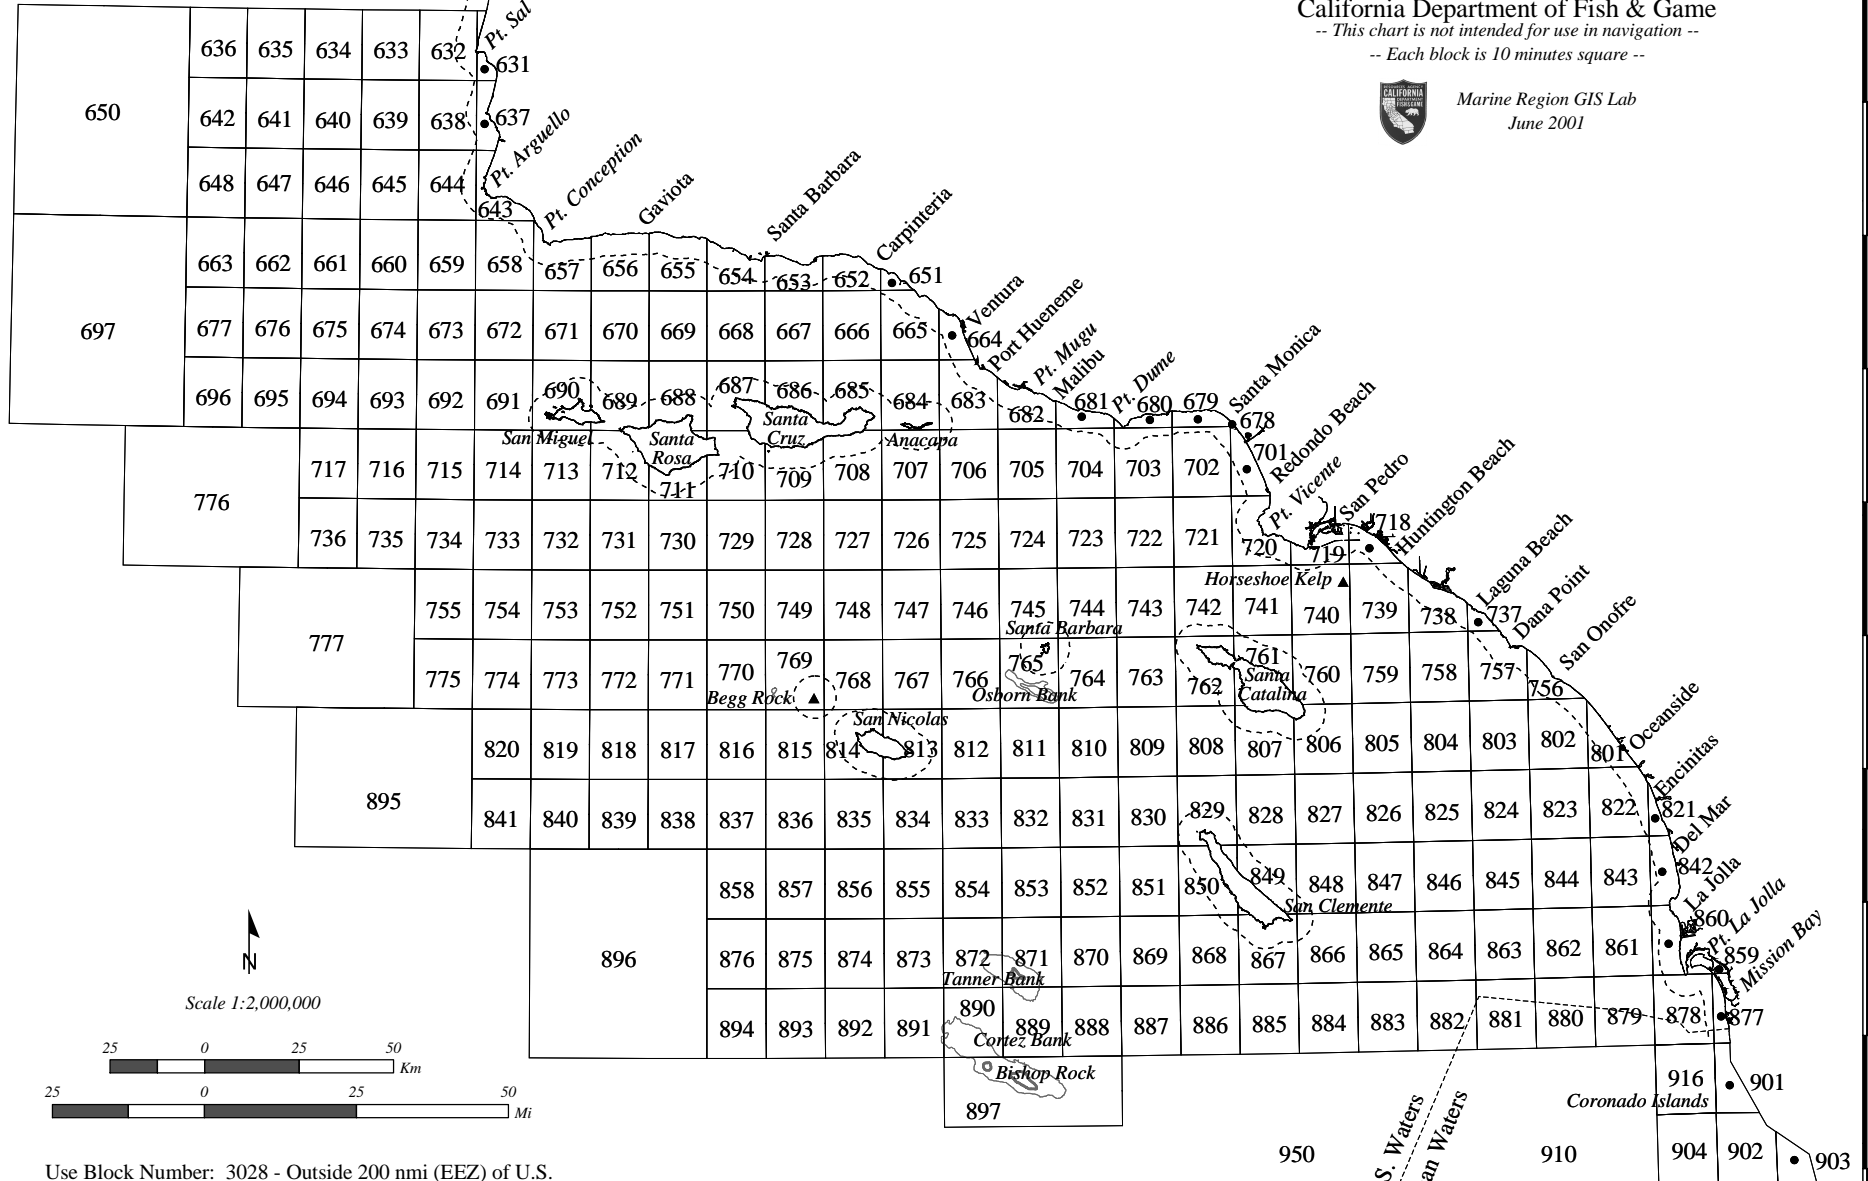 California Department of Fish & Game
-- This chart is not intended for use in navigation --
-- Each block is 10 minutes square --
CALIFORNIA
FISH&GAME
Marine Region GIS Lab
June 2001
Pt. Sal
636 635 634 633 632 631
650
642 641 640 639 638 637
Pt. Arguello
648 647 646 645 644 643
Pt. Conception
Gaviota
Santa Barbara
Carpinteria
663 662 661 660 659 658 657 656 655 654 653 652 651
Ventura
697
677 676 675 674 673 672 671 670 669 668 667 666 665 664
Port Hueneme
Pt. Mugu
Malibu
Pt. Dume
Santa Monica
696 695 694 693 692 691 690 689 688 687 686 685 684 683 682 681 680 679 678
San Miguel
Santa
Rosa
Santa
Cruz
Anacapa
Redondo Beach
776
717 716 715 714 713 712 711 710 709 708 707 706 705 704 703 702 701
Pt. Vicente
San Pedro
Huntington Beach
736 735 734 733 732 731 730 729 728 727 726 725 724 723 722 721 720 719 718
Horseshoe Kelp
Laguna Beach
Dana Point
San Onofre
777
755 754 753 752 751 750 749 748 747 746 745 744 743 742 741 740 739 738 737
Santa Barbara
775 774 773 772 771 770 769 768 767 766 765 764 763 762 761 760 759 758 757 756
Begg Rock
Osborn Bank
Santa
Catalina
San Nicolas
Oceanside
Encinitas
895
820 819 818 817 816 815 814 813 812 811 810 809 808 807 806 805 804 803 802 801
841 840 839 838 837 836 835 834 833 832 831 830 829 828 827 826 825 824 823 822 821
Del Mar
858 857 856 855 854 853 852 851 850 849 848 847 846 845 844 843 842
San Clemente
La Jolla
Pt. La Jolla
Mission Bay
896
876 875 874 873 872 871 870 869 868 867 866 865 864 863 862 861 860 859
Tanner Bank
894 893 892 891 890 889 888 887 886 885 884 883 882 881 880 879 878 877
Cortez Bank
Bishop Rock
897
916 901
Coronado Islands
950 910 904 902 903
S. Waters
an Waters
N
Scale 1:2,000,000
25 0 25 50
Km
25 0 25 50
Mi
Use Block Number: 3028 - Outside 200 nmi (EEZ) of U.S.